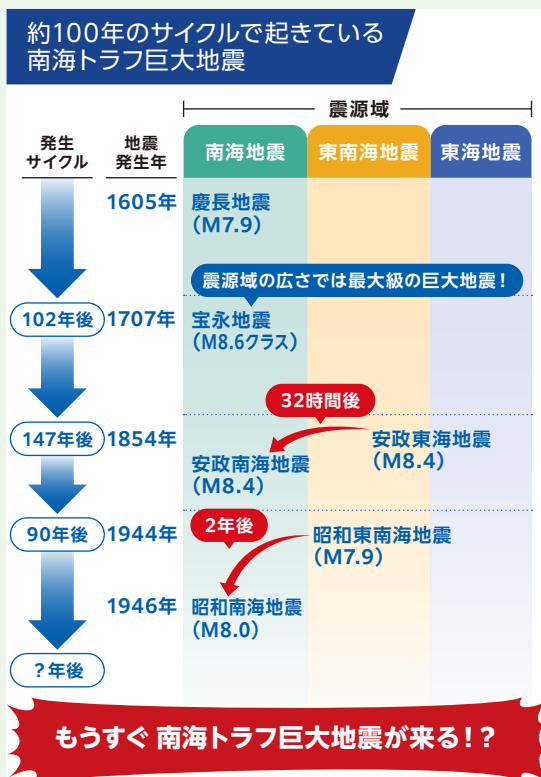 約100年のサイクルで起きている
南海トラフ巨大地震
震源域
発生
サイクル
地震
発生年
南海地震
東南海地震
東海地震
1605年
慶長地震
(M7.9)
震源域の広さでは最大級の巨大地震！
102年後
1707年
宝永地震
(M8.6クラス)
32時間後
147年後
1854年
安政東海地震
(M8.4)
安政南海地震
(M8.4)
90年後
1944年
2年後
昭和東南海地震
(M7.9)
1946年
昭和南海地震
(M8.0)
？年後
もうすぐ 南海トラフ巨大地震が来る！？